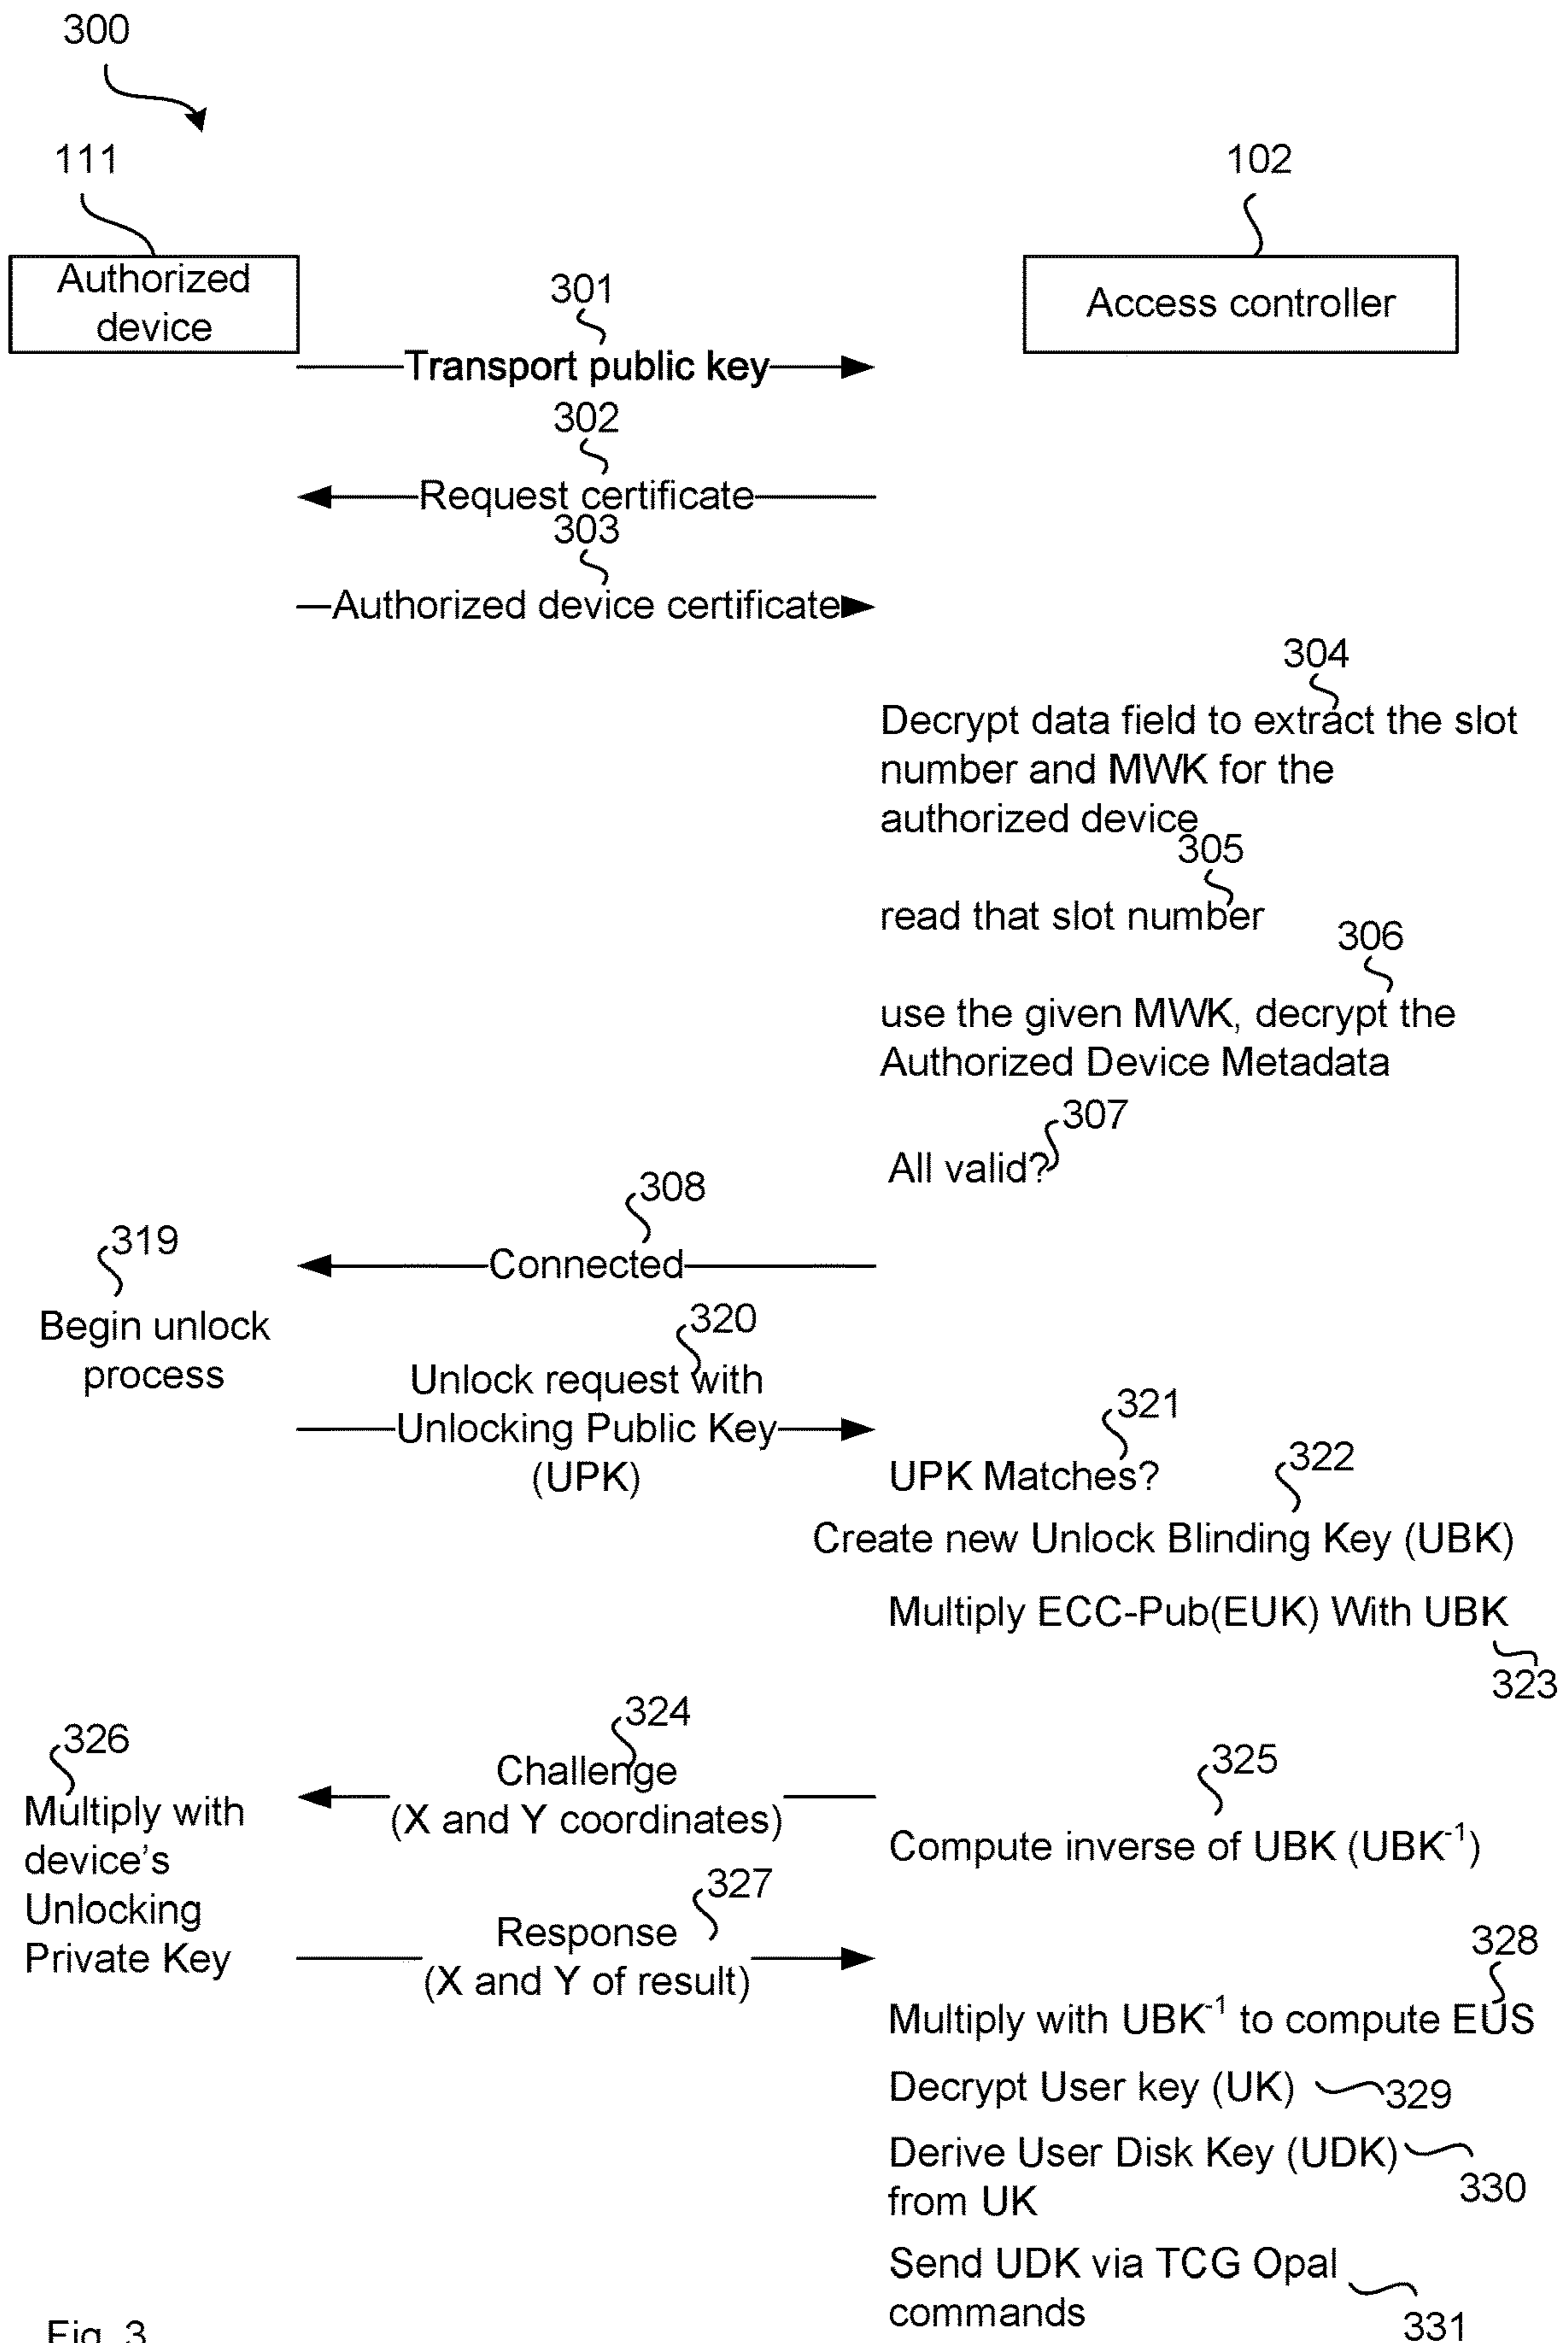 300
111
102
Authorized
device
Access controller
301
Transport public key
302
Request certificate
303
Authorized device certificate
304
Decrypt data field to extract the slot
number and MWK for the
authorized device
305
read that slot number
306
use the given MWK, decrypt the
Authorized Device Metadata
307
All valid?
308
Connected
319
Begin unlock
process
320
Unlock request with
Unlocking Public Key
(UPK)
321
UPK Matches?
322
Create new Unlock Blinding Key (UBK)
Multiply ECC-Pub(EUK) With UBK
323
324
Challenge
(X and Y coordinates)
325
Compute inverse of UBK (UBK⁻¹)
326
Multiply with
device's
Unlocking
Private Key
327
Response
(X and Y of result)
328
Multiply with UBK⁻¹ to compute EUS
Decrypt User key (UK) 329
Derive User Disk Key (UDK)
from UK
330
Send UDK via TCG Opal
commands
331
Fig. 3